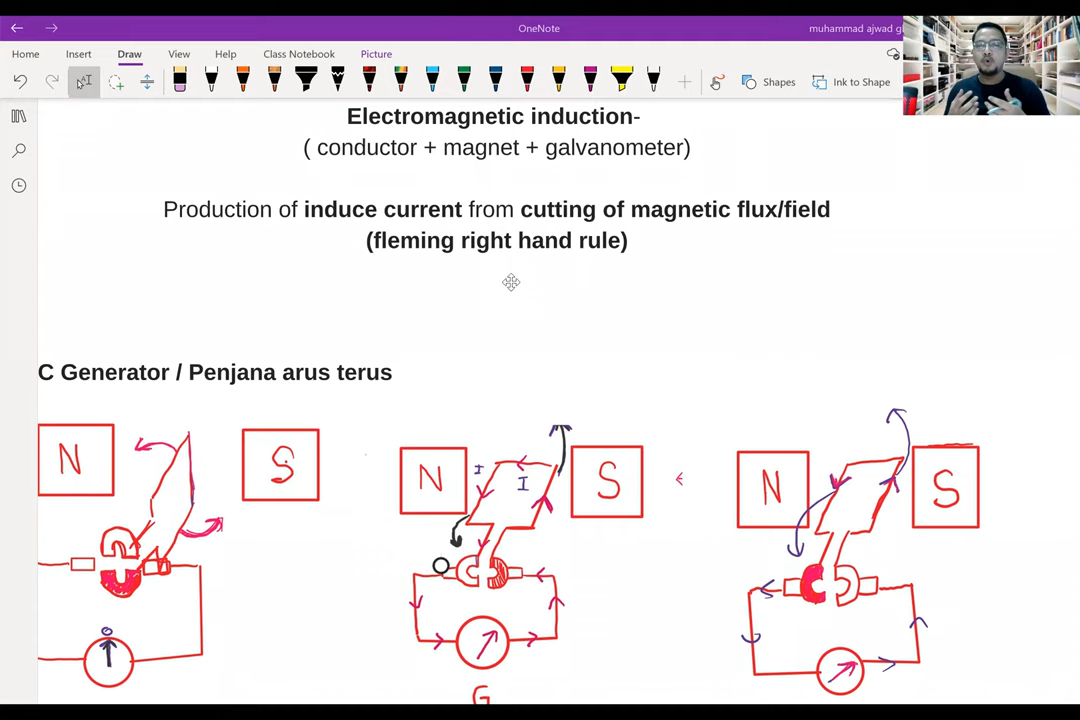 OneNote
muhammad ajwad g
Home Insert Draw View Help Class Notebook Picture
Shapes Ink to Shape
Electromagnetic induction-
( conductor + magnet + galvanometer)
Production of induce current from cutting of magnetic flux/field
(fleming right hand rule)
C Generator / Penjana arus terus
N S N I I S N S
O
G